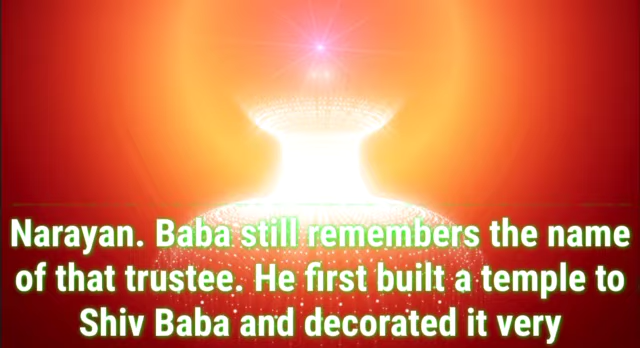 Narayan. Baba still remembers the name
of that trustee. He first built a temple to
Shiv Baba and decorated it very